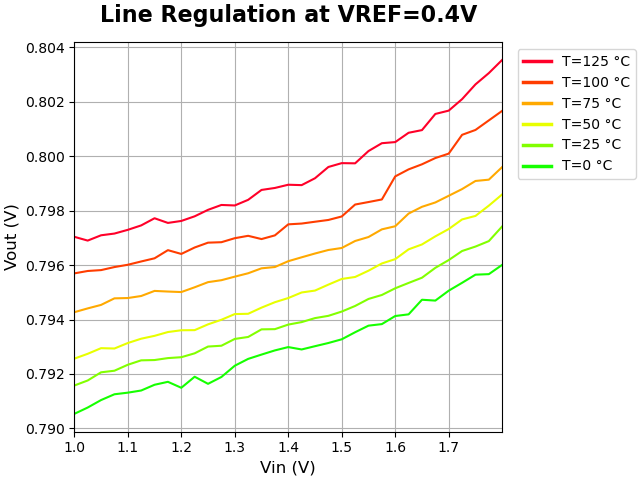 Line Regulation at VREF=0.4V
0.804
0.802
0.800
0.798
0.796
0.794
0.792
0.790
Vout (V)
1.0 1.1 1.2 1.3 1.4 1.5 1.6 1.7
Vin (V)
T=125 °C
T=100 °C
T=75 °C
T=50 °C
T=25 °C
T=0 °C